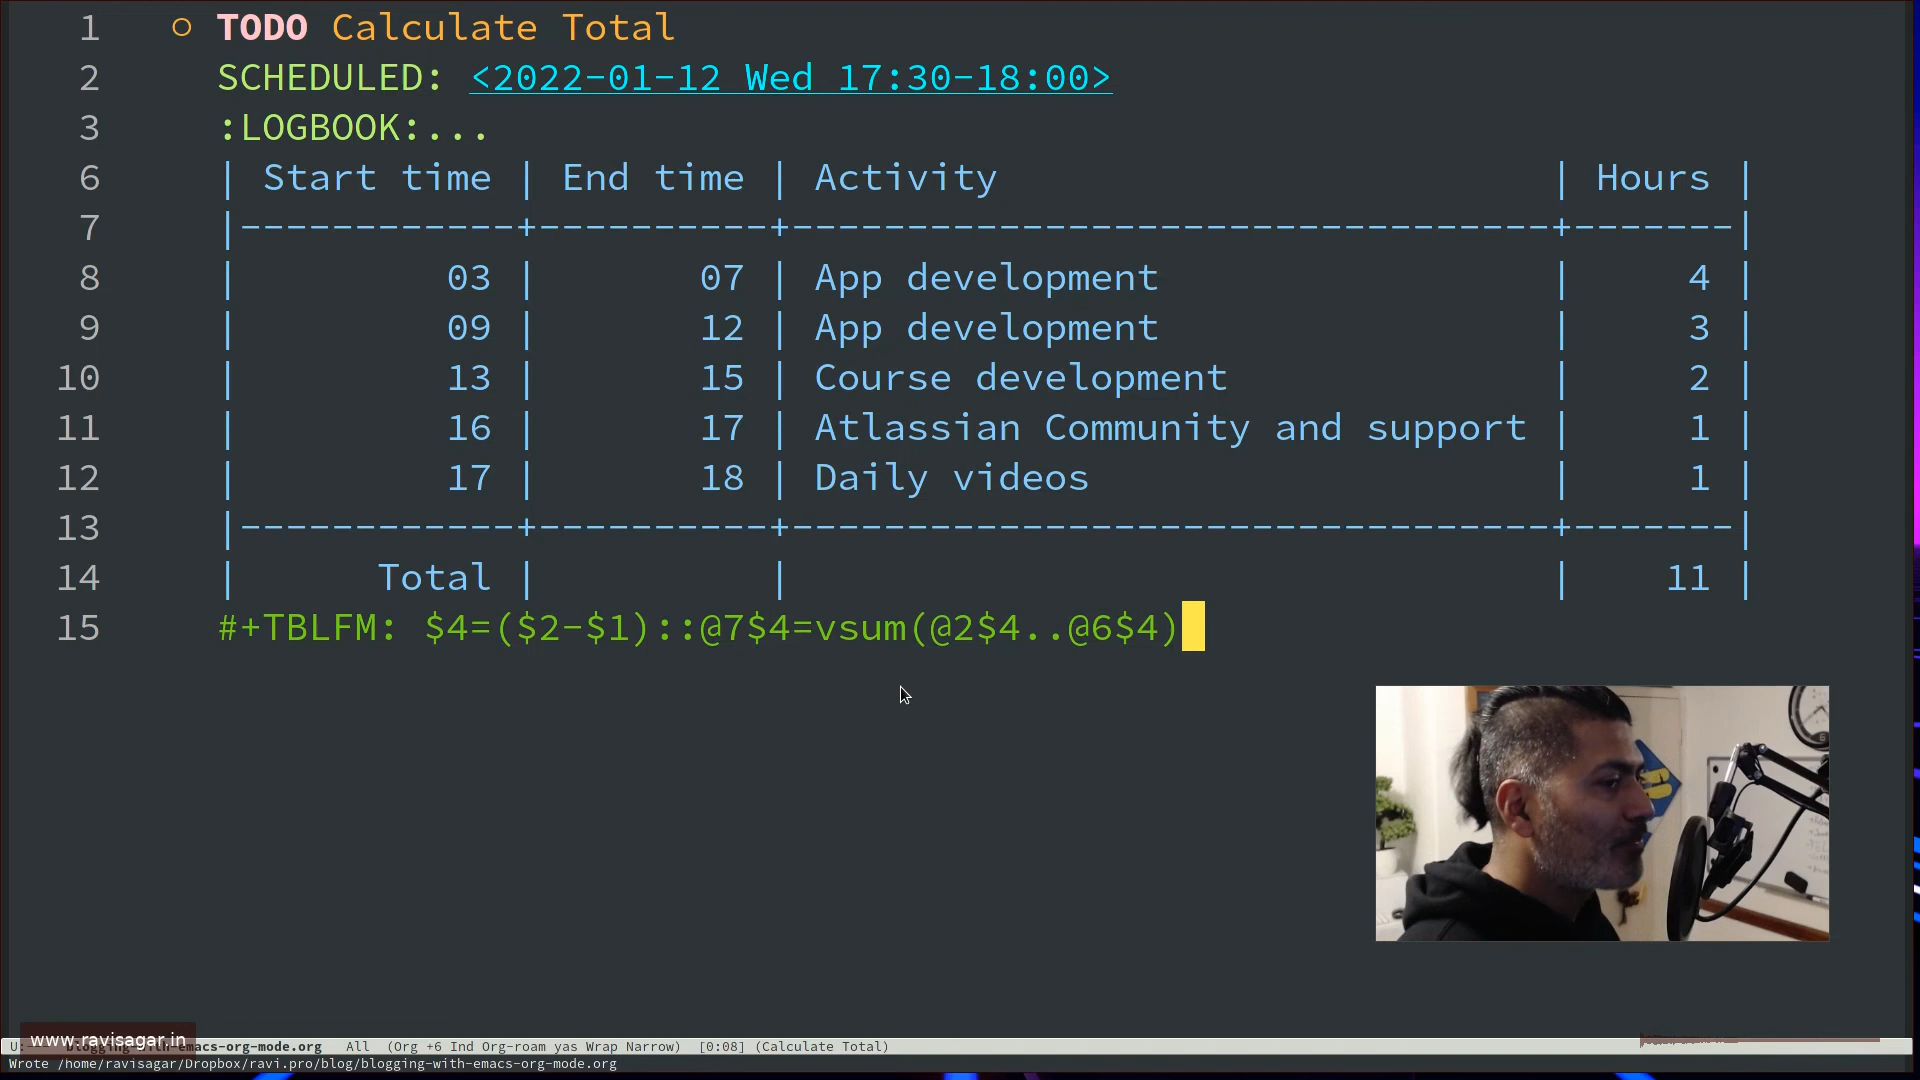 1 ○ TODO Calculate Total
2 SCHEDULED: <2022-01-12 Wed 17:30-18:00>
3 :LOGBOOK:...
6 | Start time | End time | Activity | Hours |
7 |------------+----------+---------------------------------+-------|
8 | 03 | 07 | App development | 4 |
9 | 09 | 12 | App development | 3 |
10 | 13 | 15 | Course development | 2 |
11 | 16 | 17 | Atlassian Community and support | 1 |
12 | 17 | 18 | Daily videos | 1 |
13 |------------+----------+---------------------------------+-------|
14 | Total | | | 11 |
15 #+TBLFM: $4=($2-$1)::@7$4=vsum(@2$4..@6$4)
www.ravisagar.in
U: blogging-with-emacs-org-mode.org All (Org +6 Ind Org-roam yas Wrap Narrow) [0:08] (Calculate Total)
Wrote /home/ravisagar/Dropbox/ravi.pro/blog/blogging-with-emacs-org-mode.org